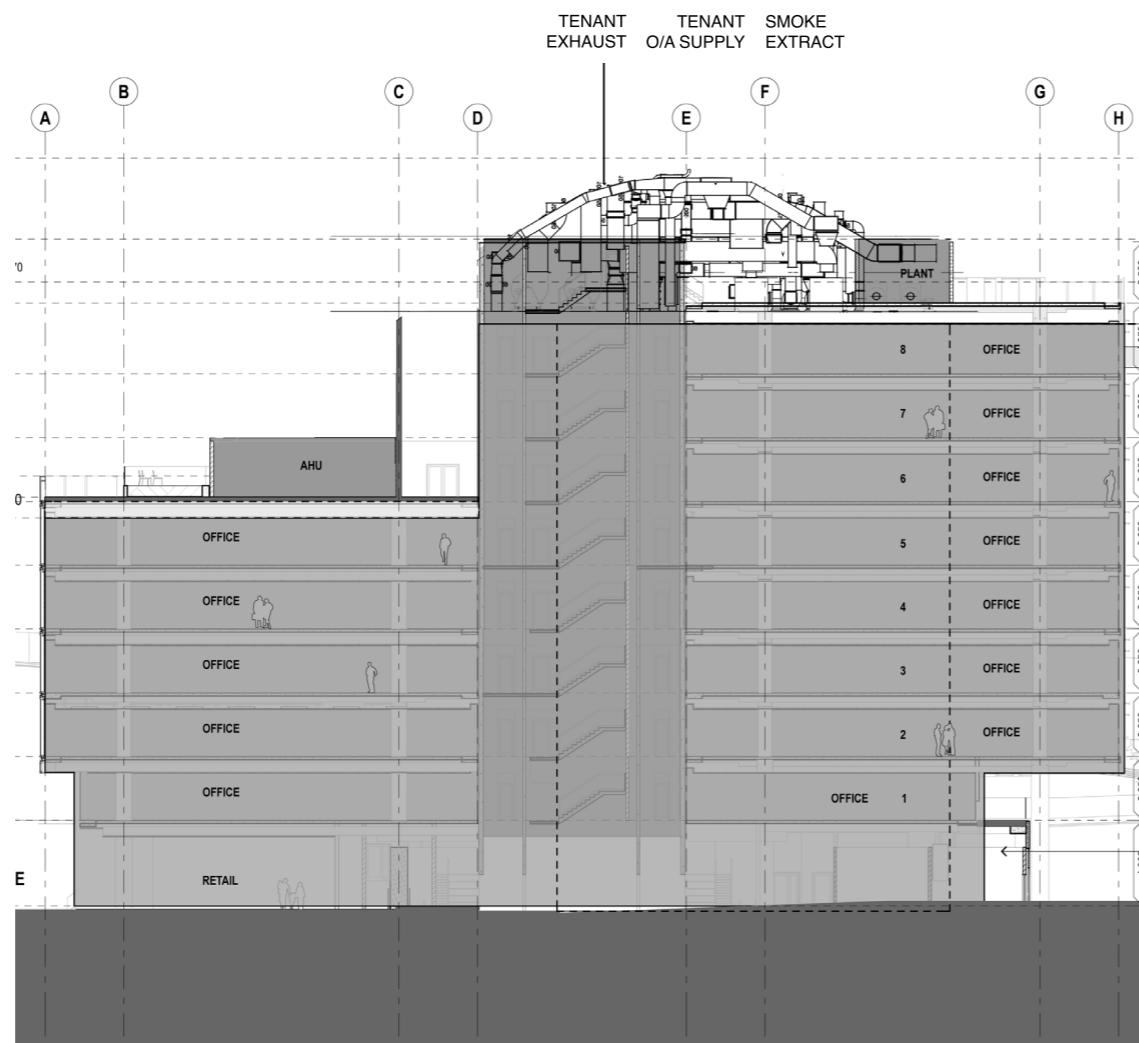 TENANT EXHAUST
TENANT O/A SUPPLY
SMOKE EXTRACT
A
B
C
D
E
F
G
H
PLANT
8 OFFICE
7 OFFICE
AHU
6 OFFICE
OFFICE
5 OFFICE
OFFICE
4 OFFICE
OFFICE
3 OFFICE
OFFICE
2 OFFICE
OFFICE
OFFICE 1
RETAIL
E